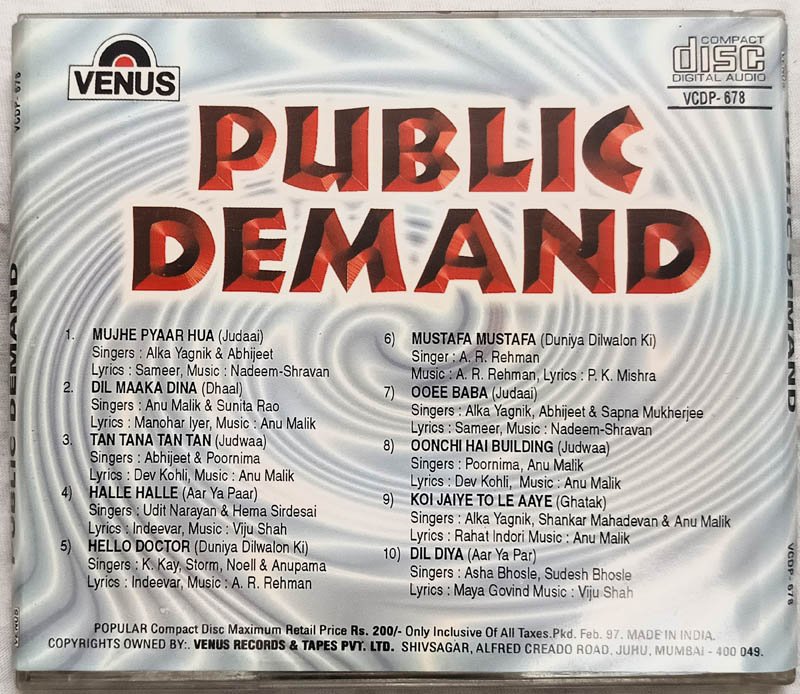 VENUS
COMPACT
disc
DIGITAL AUDIO
VCDP- 678
PUBLIC
DEMAND
1. MUJHE PYAAR HUA (Judaai)
Singers : Alka Yagnik & Abhijeet
Lyrics : Sameer, Music : Nadeem-Shravan
2. DIL MAAKA DINA (Dhaal)
Singers : Anu Malik & Sunita Rao
Lyrics : Manohar Iyer, Music : Anu Malik
3. TAN TANA TAN TAN (Judwaa)
Singers : Abhijeet & Poornima
Lyrics : Dev Kohli, Music : Anu Malik
4) HALLE HALLE (Aar Ya Paar)
Singers : Udit Narayan & Hema Sirdesai
Lyrics : Indeevar, Music : Viju Shah
5) HELLO DOCTOR (Duniya Dilwalon Ki)
Singers : K. Kay, Storm, Noell & Anupama
Lyrics : Indeevar, Music : A. R. Rehman
6) MUSTAFA MUSTAFA (Duniya Dilwalon Ki)
Singer : A. R. Rehman
Music : A. R. Rehman, Lyrics : P. K. Mishra
7) OOEE BABA (Judaai)
Singers : Alka Yagnik, Abhijeet & Sapna Mukherjee
Lyrics : Sameer, Music : Nadeem-Shravan
8) OONCHI HAI BUILDING (Judwaa)
Singers : Poornima, Anu Malik
Lyrics : Dev Kohli, Music : Anu Malik
9) KOI JAIYE TO LE AAYE (Ghatak)
Singers : Alka Yagnik, Shankar Mahadevan & Anu Malik
Lyrics : Rahat Indori Music : Anu Malik
10) DIL DIYA (Aar Ya Par)
Singers : Asha Bhosle, Sudesh Bhosle
Lyrics : Maya Govind Music : Viju Shah
POPULAR Compact Disc Maximum Retail Price Rs. 200/- Only Inclusive Of All Taxes.Pkd. Feb. 97. MADE IN INDIA.
COPYRIGHTS OWNED BY:. VENUS RECORDS & TAPES PVT. LTD. SHIVSAGAR, ALFRED CREADO ROAD, JUHU, MUMBAI - 400 049.
VCDP- 678
PUBLIC DEMAND
VENUS
PUBLIC DEMAND
VCDP- 678